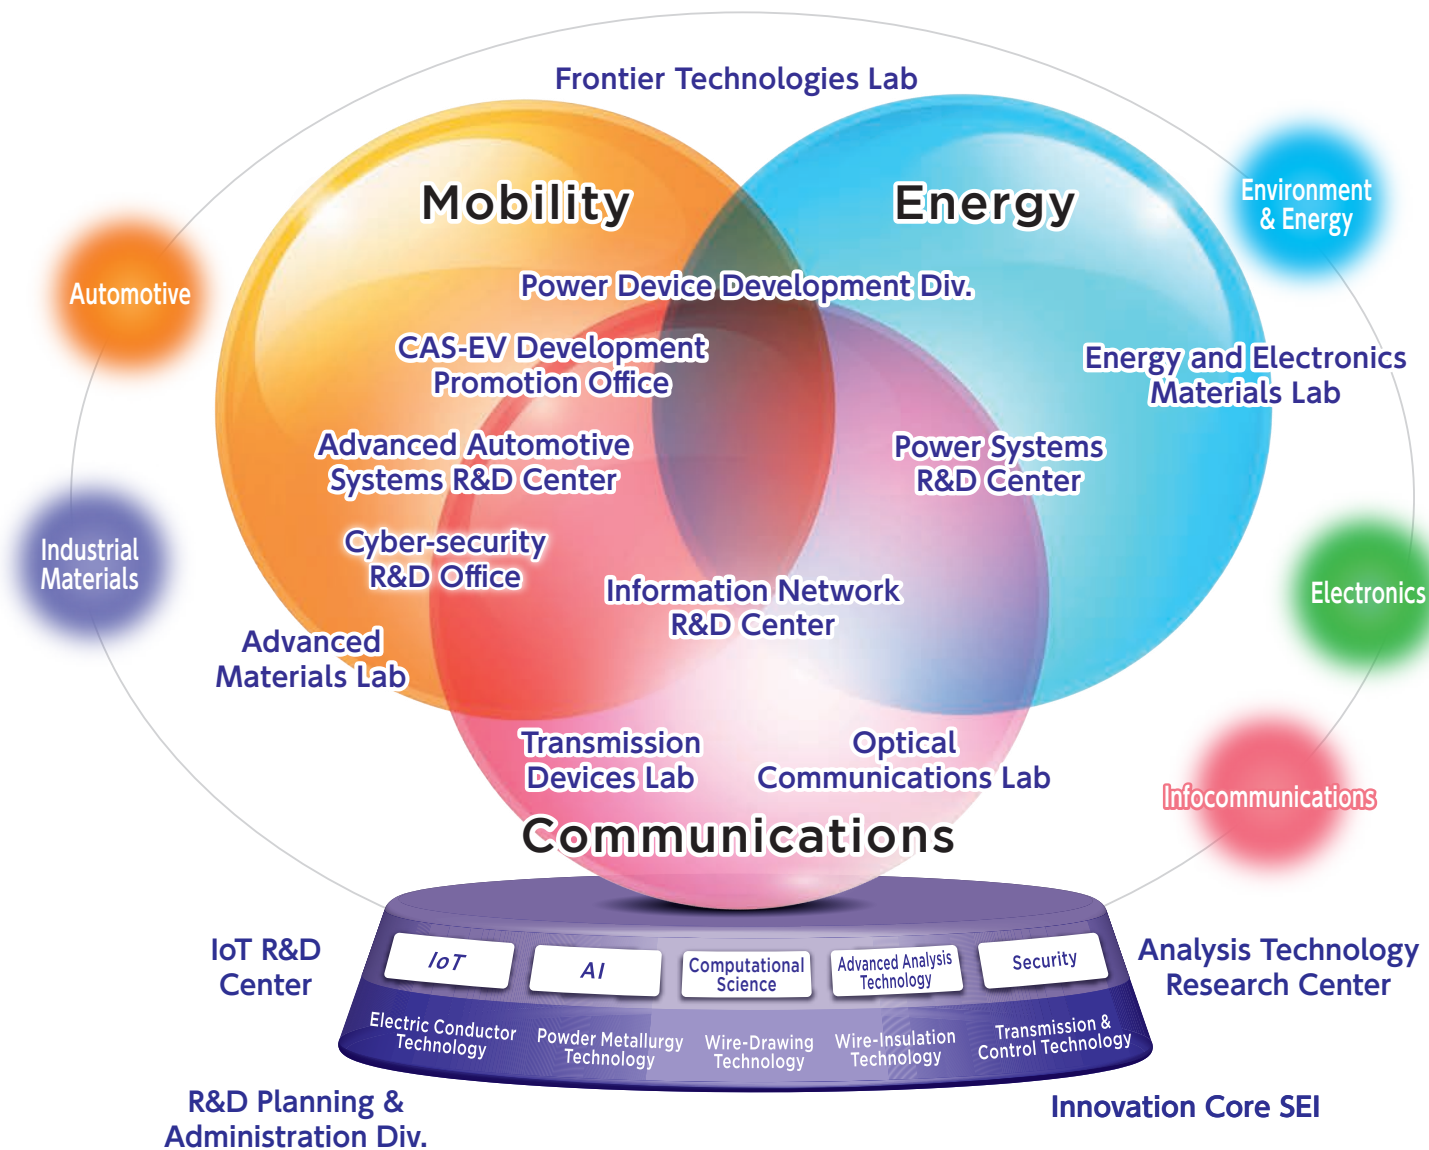 Frontier Technologies Lab
Mobility
Energy
Environment
& Energy
Automotive
Power Device Development Div.
CAS-EV Development
Promotion Office
Energy and Electronics
Materials Lab
Advanced Automotive
Systems R&D Center
Power Systems
R&D Center
Industrial
Materials
Cyber-security
R&D Office
Information Network
R&D Center
Electronics
Advanced
Materials Lab
Transmission
Devices Lab
Optical
Communications Lab
Infocommunications
Communications
IoT R&D
Center
IoT
AI
Computational
Science
Advanced Analysis
Technology
Security
Analysis Technology
Research Center
Electric Conductor
Technology
Powder Metallurgy
Technology
Wire-Drawing
Technology
Wire-Insulation
Technology
Transmission &
Control Technology
R&D Planning &
Administration Div.
Innovation Core SEI